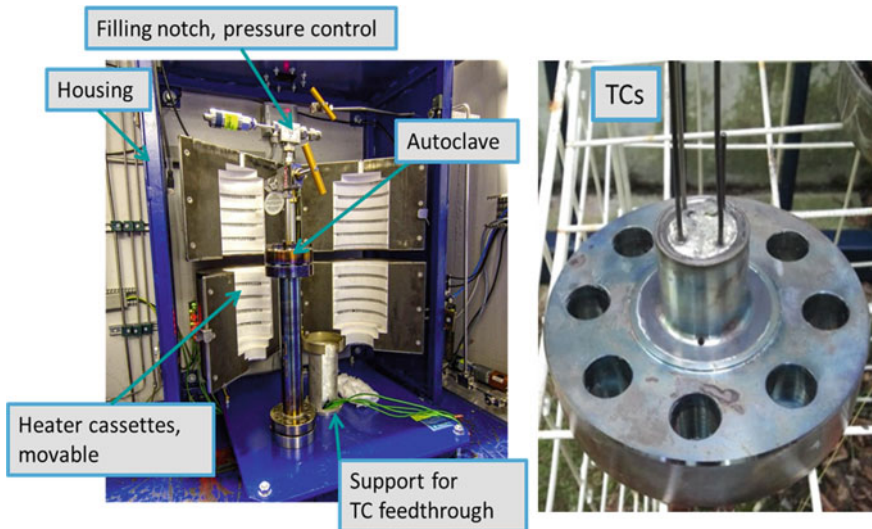 Filling notch, pressure control
Housing
Autoclave
Heater cassettes,
movable
Support for
TC feedthrough
TCs